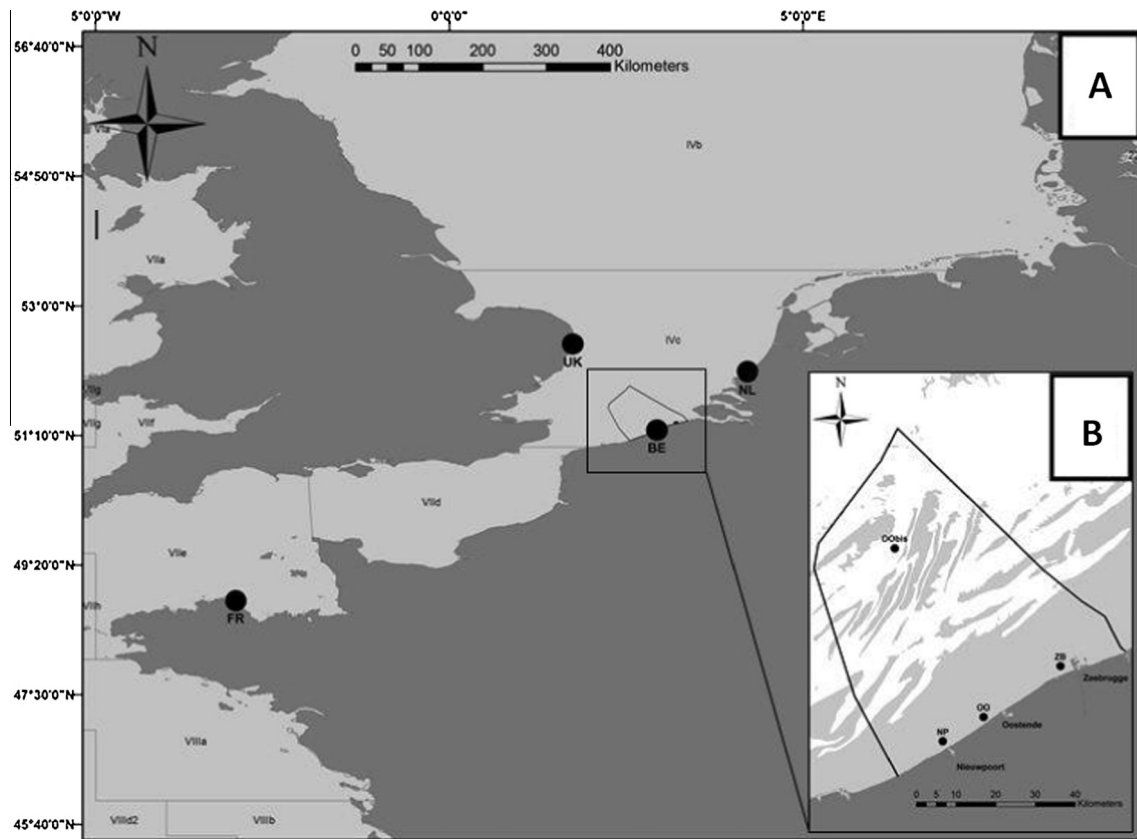 5°0'0"W 0°0'0" 5°0'0"E
56°40'0"N
54°50'0"N
53°0'0"N
51°10'0"N
49°20'0"N
47°30'0"N
45°40'0"N
N
0 50 100 200 300 400
Kilometers
A
VIa
IVb
VIIa
IVc
UK
NL
BE
VIIg
VIIg
VIIf
VIId
VIIe
VIIh
FR
VIIIa
VIIId2
VIIIb
N
B
OObis
ZB
Zeebrugge
OO
Oostende
NP
Nieuwpoort
0 5 10 20 30 40
Kilometers